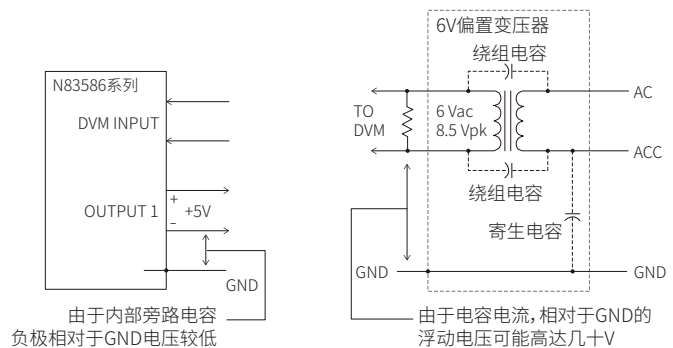 N83586系列
DVM INPUT
OUTPUT 1
+
+5V
-
GND
由于内部旁路电容
负极相对于GND电压较低
6V偏置变压器
绕组电容
TO
DVM
6 Vac
8.5 Vpk
AC
ACC
绕组电容
寄生电容
GND
GND
由于电容电流,相对于GND的
浮动电压可能高达几十V